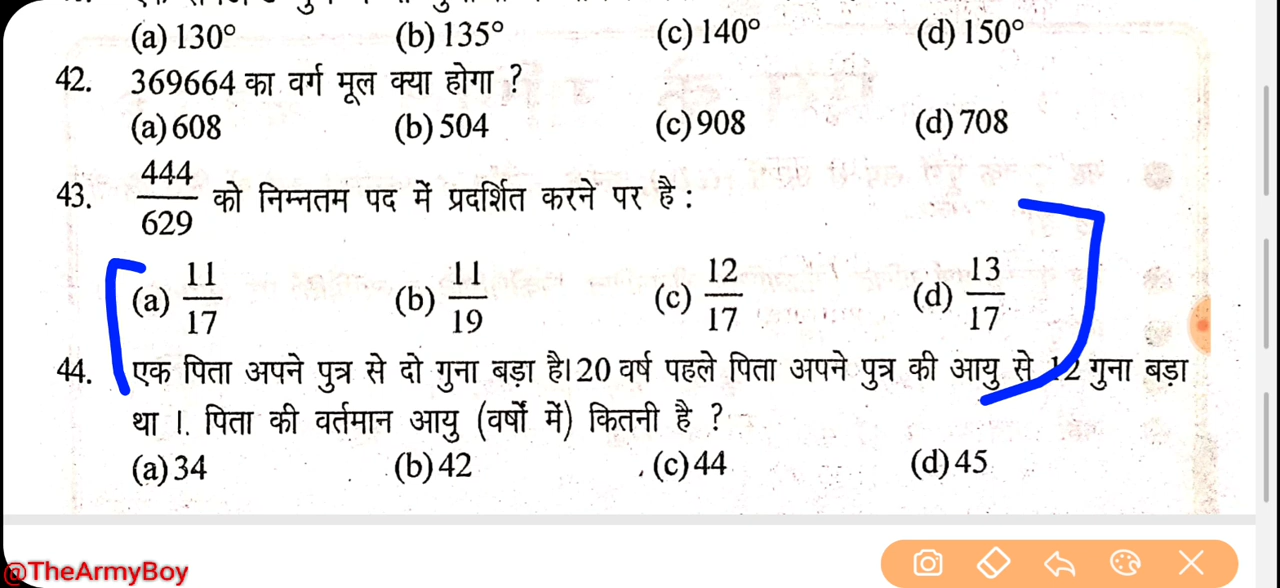 (a) 130° (b) 135° (c) 140° (d) 150°
42. 369664 का वर्ग मूल क्या होगा ?
(a) 608 (b) 504 (c) 908 (d) 708
43. 444/629 को निम्नतम पद में प्रदर्शित करने पर है :
(a) 11/17 (b) 11/19 (c) 12/17 (d) 13/17
44. एक पिता अपने पुत्र से दो गुना बड़ा है। 20 वर्ष पहले पिता अपने पुत्र की आयु से 12 गुना बड़ा
था ।. पिता की वर्तमान आयु (वर्षों में) कितनी है ?
(a) 34 (b) 42 (c) 44 (d) 45
@TheArmyBoy